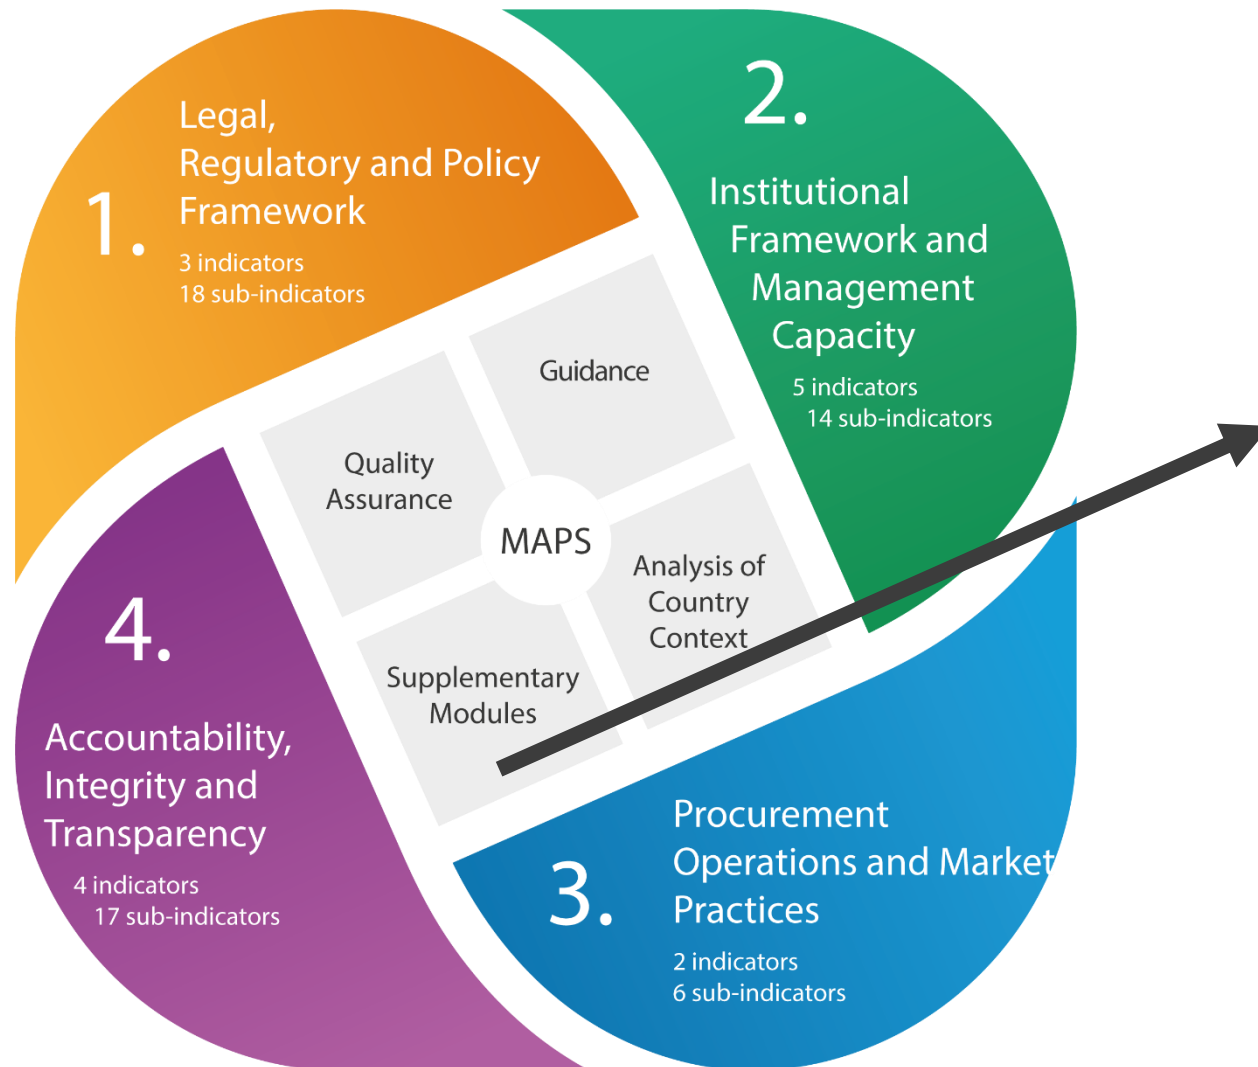 1.
Legal,
Regulatory and Policy
Framework
3 indicators
18 sub-indicators
2.
Institutional
Framework and
Management
Capacity
5 indicators
14 sub-indicators
Guidance
Quality
Assurance
MAPS
Analysis of
Country
Context
Supplementary
Modules
4.
Accountability,
Integrity and
Transparency
4 indicators
17 sub-indicators
3.
Procurement
Operations and Market
Practices
2 indicators
6 sub-indicators